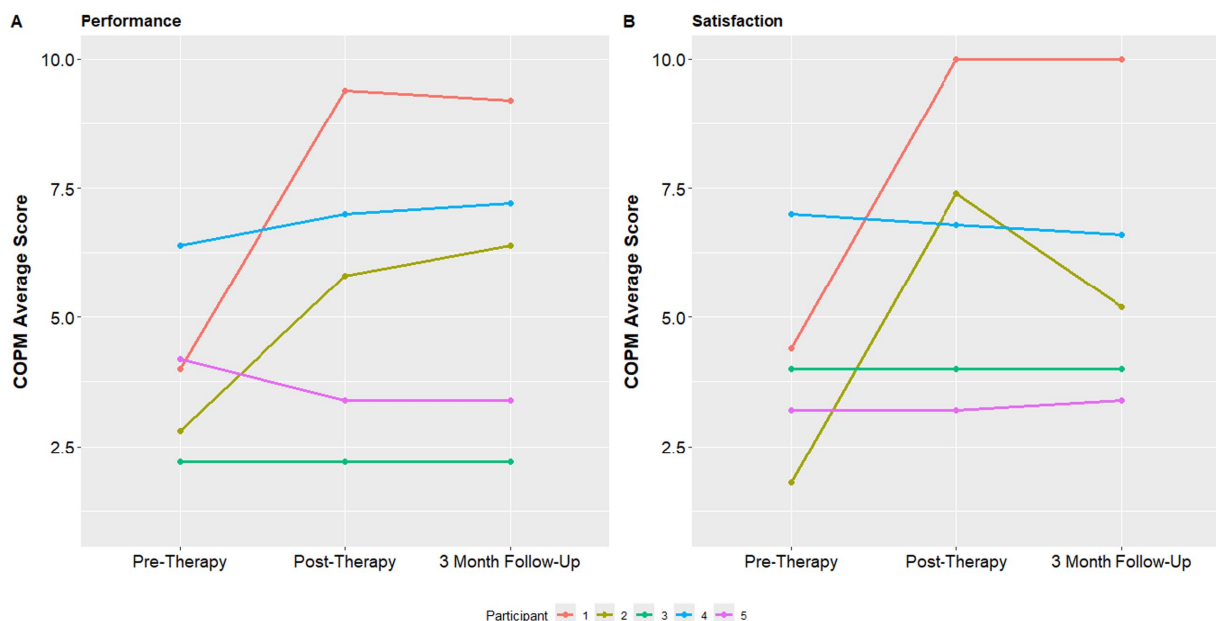 A Performance
COPM Average Score
10.0
7.5
5.0
2.5
Pre-Therapy Post-Therapy 3 Month Follow-Up
B Satisfaction
COPM Average Score
10.0
7.5
5.0
2.5
Pre-Therapy Post-Therapy 3 Month Follow-Up
Participant 1 2 3 4 5